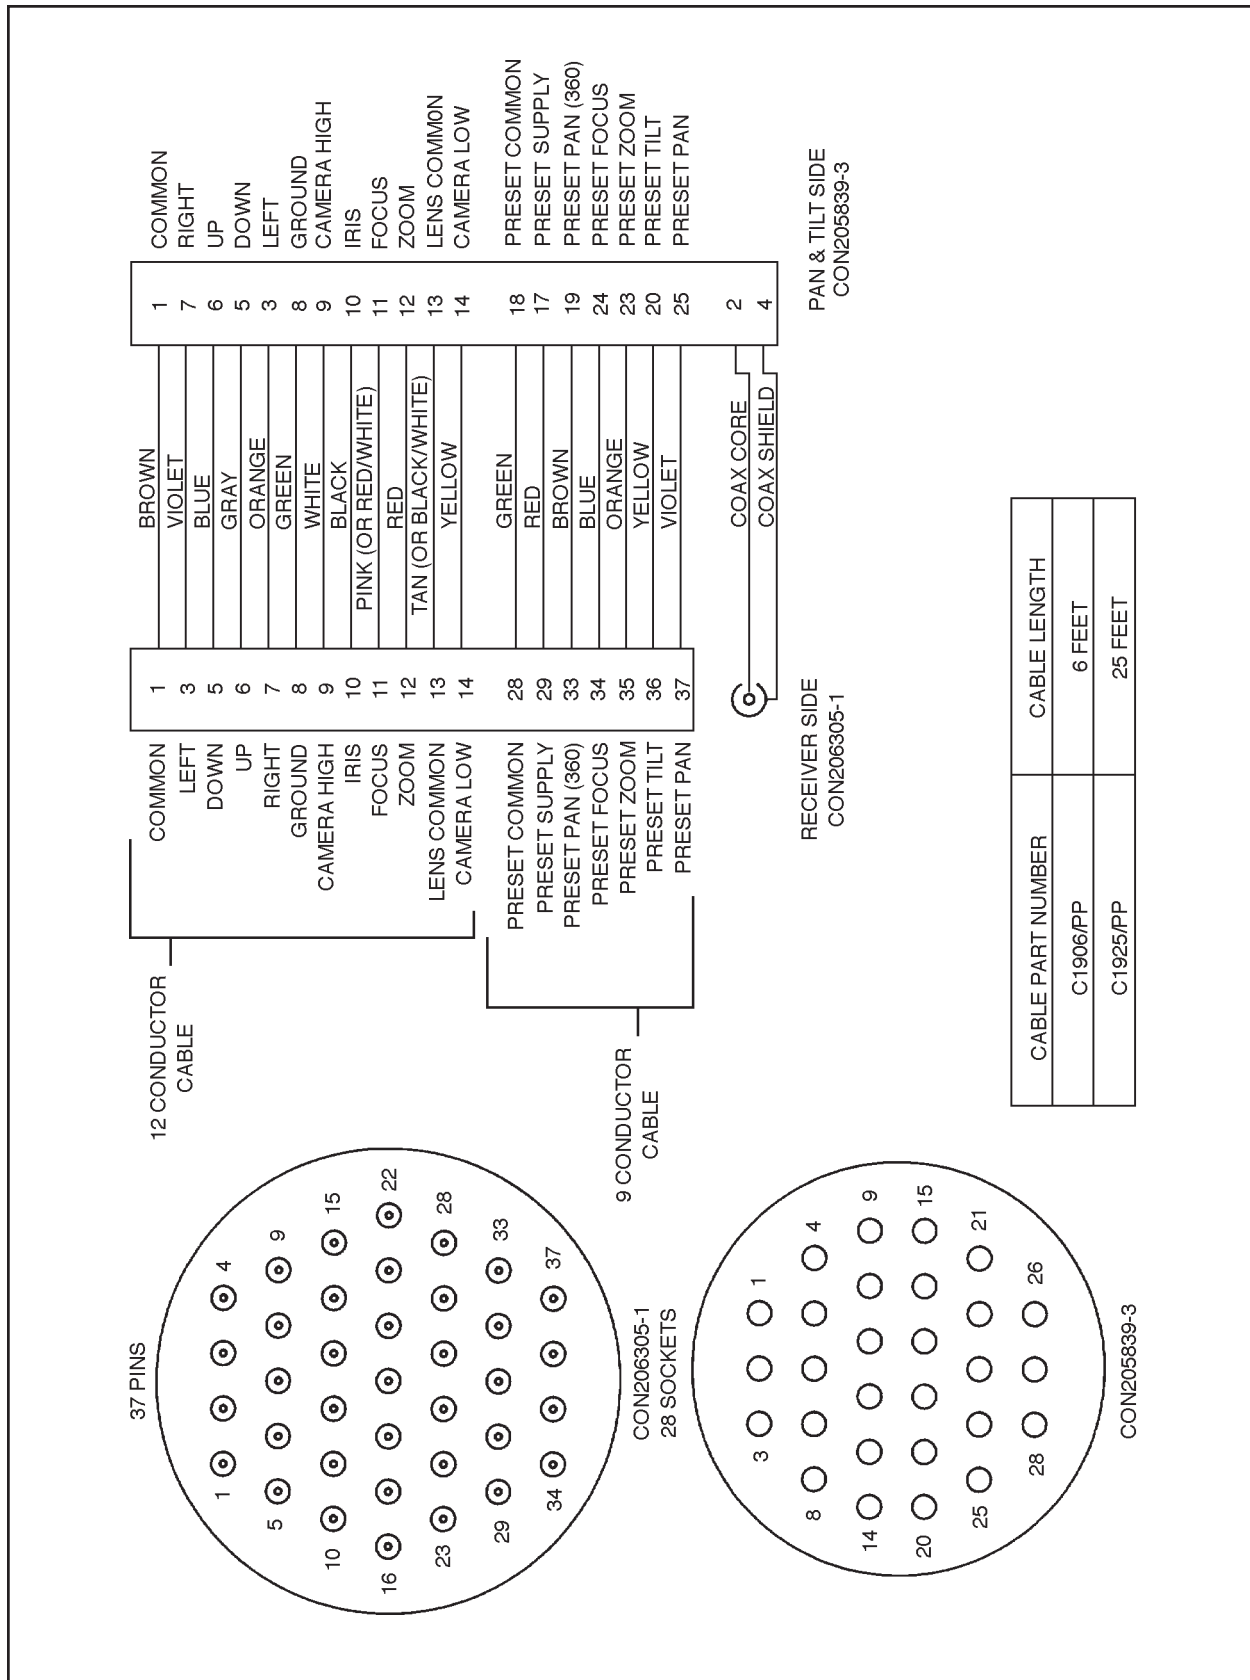 37 PINS
1
4
5
9
10
15
16
22
23
28
29
33
34
37
CON206305-1
28 SOCKETS
3
1
8
4
14
9
20
15
25
21
28
26
CON205839-3
12 CONDUCTOR
CABLE
9 CONDUCTOR
CABLE
COMMON 1 BROWN 1 COMMON
LEFT 3 VIOLET 7 RIGHT
DOWN 5 BLUE 6 UP
UP 6 GRAY 5 DOWN
RIGHT 7 ORANGE 3 LEFT
GROUND 8 GREEN 8 GROUND
CAMERA HIGH 9 WHITE 9 CAMERA HIGH
IRIS 10 BLACK 10 IRIS
FOCUS 11 PINK (OR RED/WHITE) 11 FOCUS
ZOOM 12 RED 12 ZOOM
LENS COMMON 13 TAN (OR BLACK/WHITE) 13 LENS COMMON
CAMERA LOW 14 YELLOW 14 CAMERA LOW
PRESET COMMON 28 GREEN 18 PRESET COMMON
PRESET SUPPLY 29 RED 17 PRESET SUPPLY
PRESET PAN (360) 33 BROWN 19 PRESET PAN (360)
PRESET FOCUS 34 BLUE 24 PRESET FOCUS
PRESET ZOOM 35 ORANGE 23 PRESET ZOOM
PRESET TILT 36 YELLOW 20 PRESET TILT
PRESET PAN 37 VIOLET 25 PRESET PAN
COAX CORE 2
COAX SHIELD 4
RECEIVER SIDE
CON206305-1
PAN & TILT SIDE
CON205839-3
CABLE PART NUMBER CABLE LENGTH
C1906/PP 6 FEET
C1925/PP 25 FEET